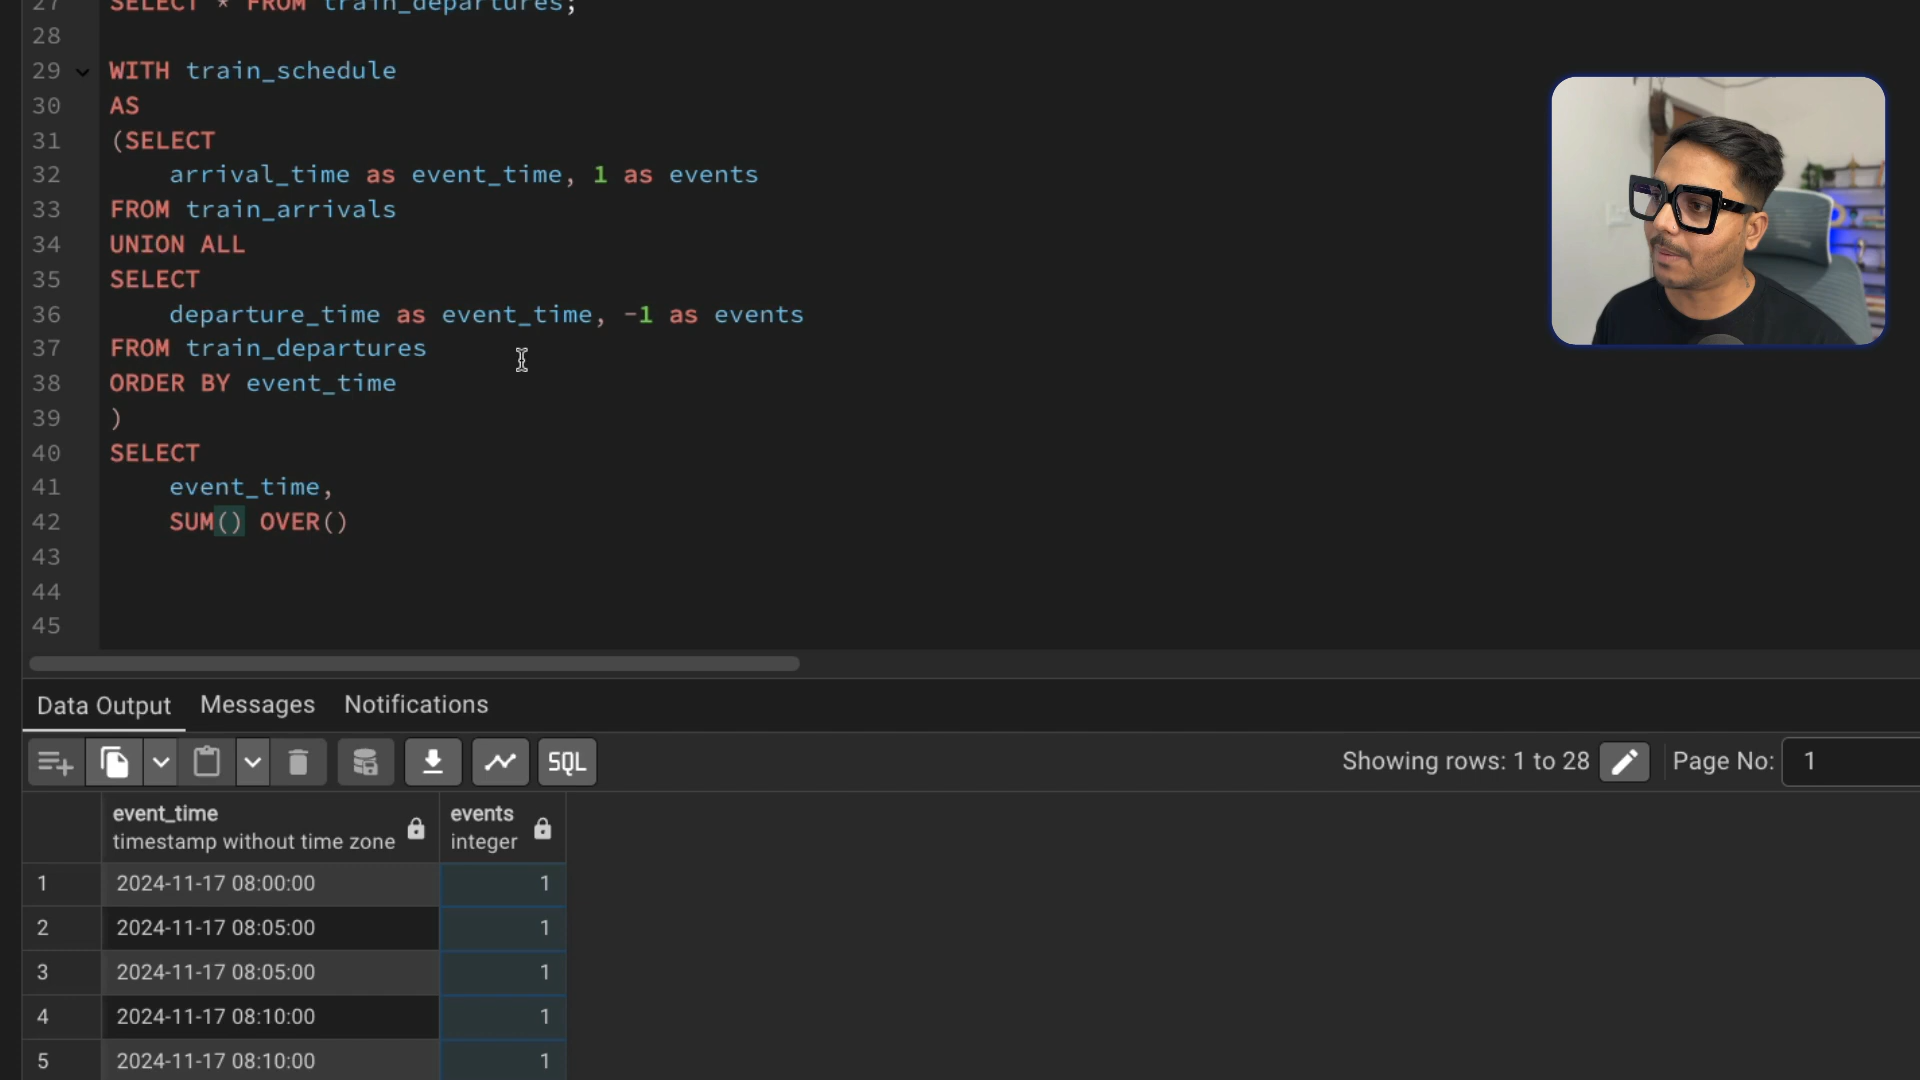 27 SELECT * FROM train_departures;
28
29 WITH train_schedule
30 AS
31 (SELECT
32 arrival_time as event_time, 1 as events
33 FROM train_arrivals
34 UNION ALL
35 SELECT
36 departure_time as event_time, -1 as events
37 FROM train_departures
38 ORDER BY event_time
39 )
40 SELECT
41 event_time,
42 SUM() OVER()
43
44
45
Data Output Messages Notifications
SQL Showing rows: 1 to 28 Page No: 1
event_time events
timestamp without time zone integer
1 2024-11-17 08:00:00 1
2 2024-11-17 08:05:00 1
3 2024-11-17 08:05:00 1
4 2024-11-17 08:10:00 1
5 2024-11-17 08:10:00 1